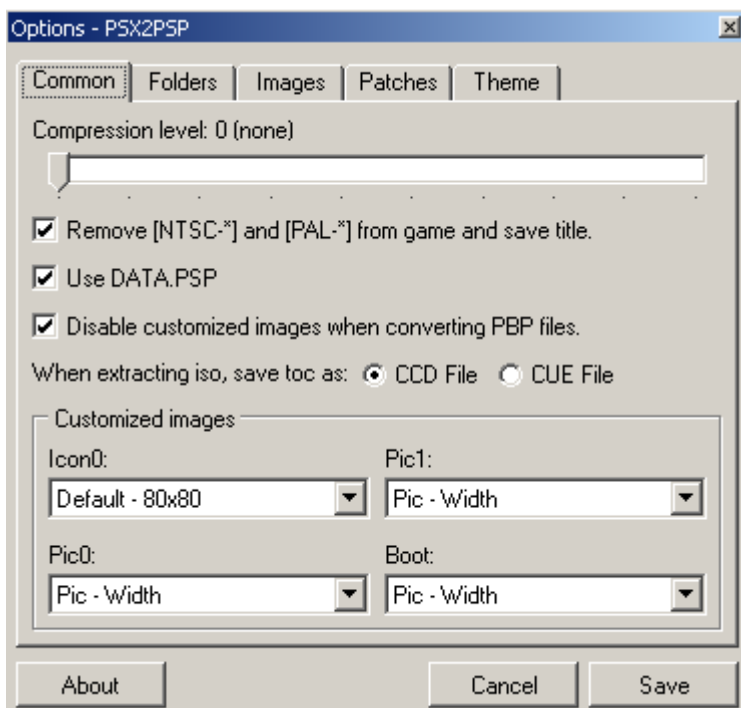 Options - PSX2PSP
Common Folders Images Patches Theme
Compression level: 0 (none)
Remove [NTSC-*] and [PAL-*] from game and save title.
Use DATA.PSP
Disable customized images when converting PBP files.
When extracting iso, save toc as: CCD File CUE File
Customized images
Icon0: Pic1:
Default - 80x80 Pic - Width
Pic0: Boot:
Pic - Width Pic - Width
About Cancel Save